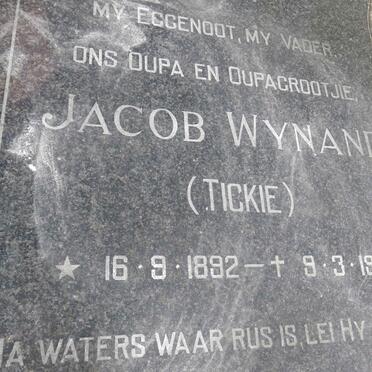 MY EGGENOOT, MY VADER,
ONS OUPA EN OUPAGROOTJIE,
JACOB WYNAND
(TICKIE)
★ 16·9·1892 — † 9·3·19
WATERS WAAR RUS IS, LEI HY